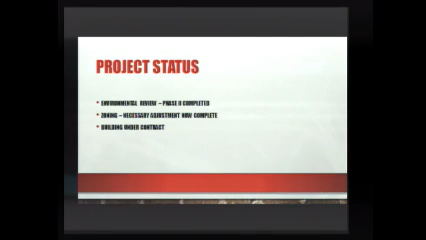 PROJECT STATUS
• ENVIRONMENTAL REVIEW – PHASE II COMPLETED
• ZONING – NECESSARY ADJUSTMENT NOW COMPLETE
• BUILDING UNDER CONTRACT